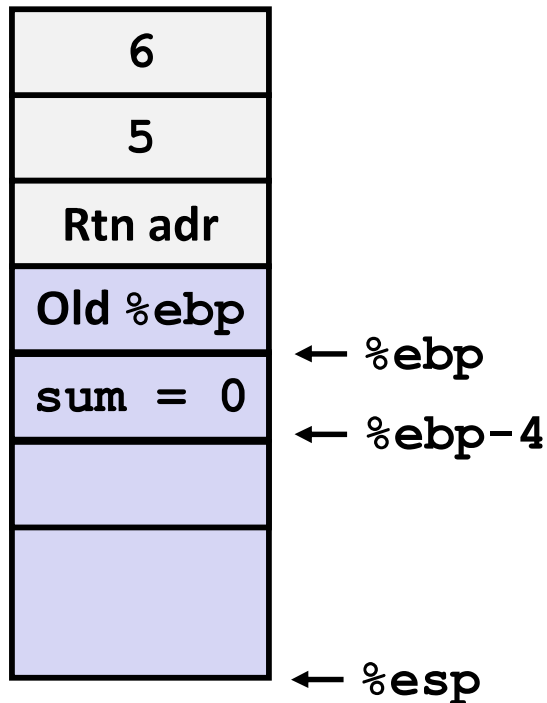 6
5
Rtn adr
Old %ebp
← %ebp
sum = 0
← %ebp-4
← %esp